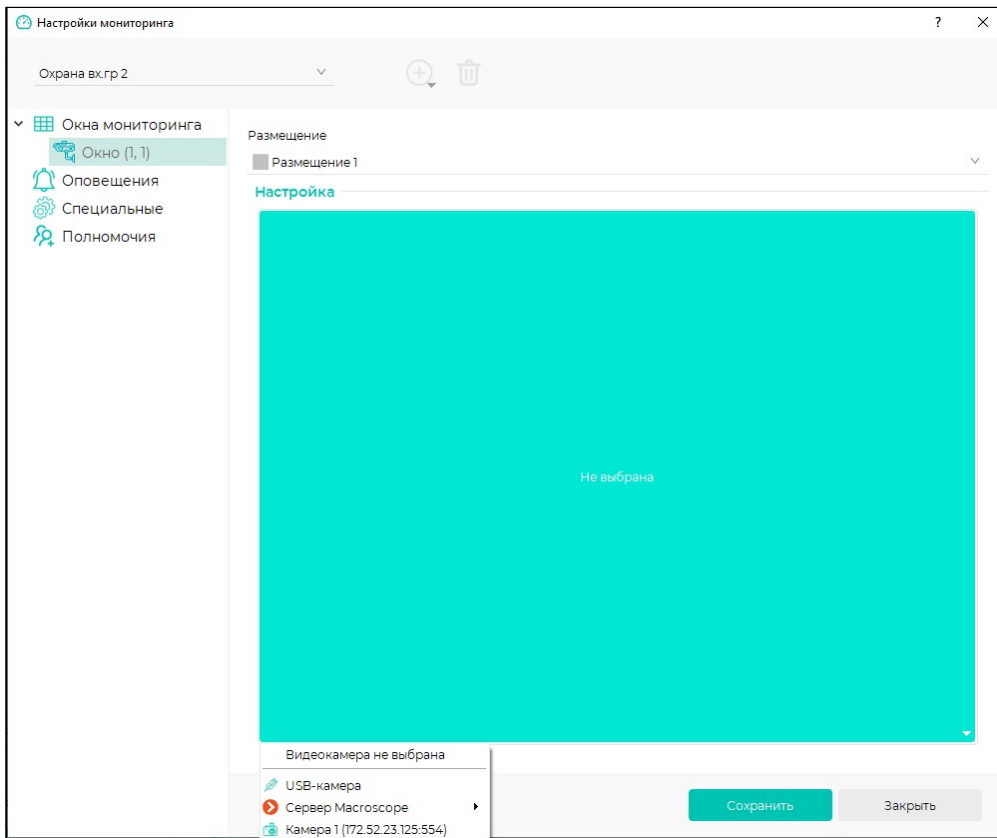 Настройки мониторинга
?
Охрана вх.гр 2
Окна мониторинга
Окно (1, 1)
Оповещения
Специальные
Полномочия
Размещение
Размещение 1
Настройка
Не выбрана
Видеокамера не выбрана
USB-камера
Сервер Macroscope
Камера 1 (172.52.23.125:554)
Сохранить
Закрыть